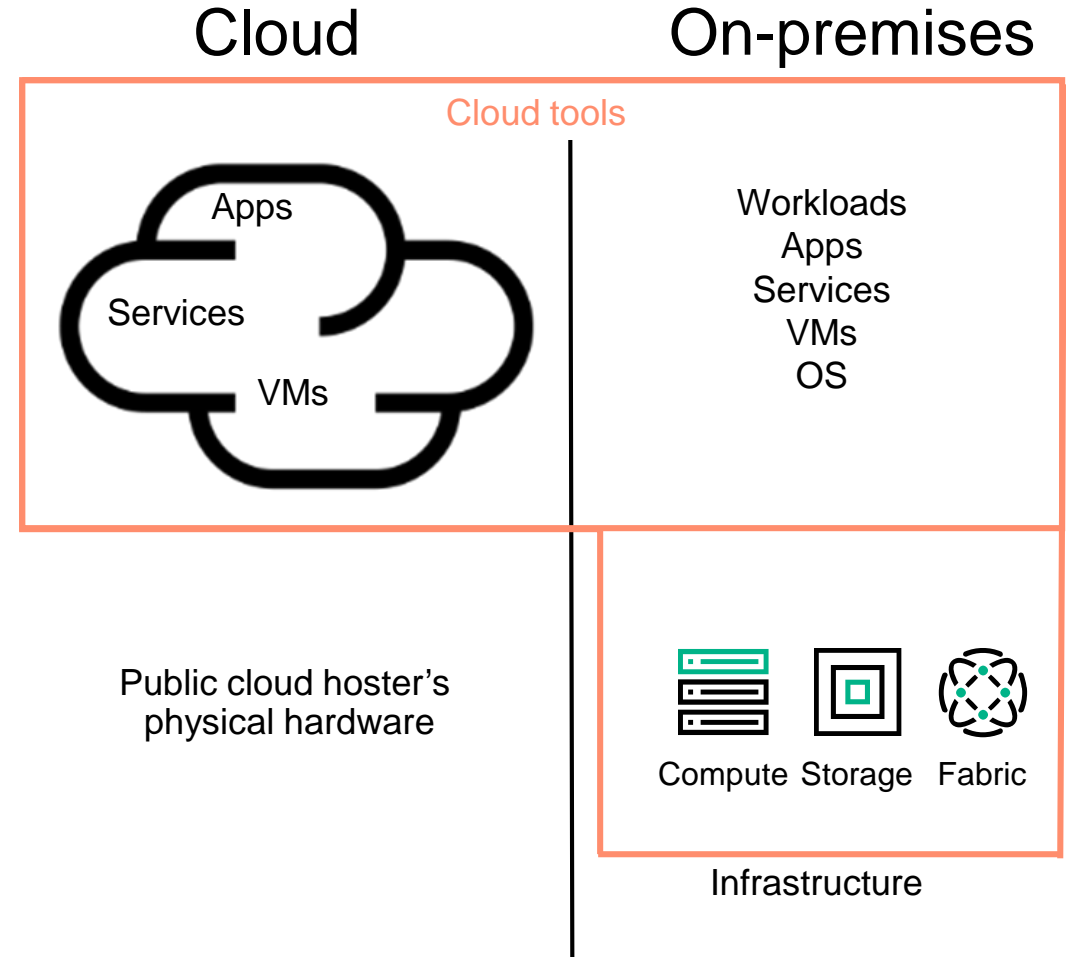 Cloud
On-premises
Cloud tools
Apps
Services
VMs
Workloads
Apps
Services
VMs
OS
Public cloud hoster's
physical hardware
Compute
Storage
Fabric
Infrastructure